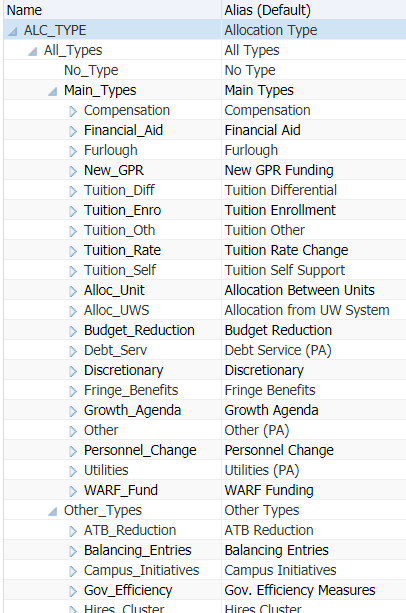 Name Alias (Default)
ALC_TYPE Allocation Type
All_Types All Types
No_Type No Type
Main_Types Main Types
Compensation Compensation
Financial_Aid Financial Aid
Furlough Furlough
New_GPR New GPR Funding
Tuition_Diff Tuition Differential
Tuition_Enro Tuition Enrollment
Tuition_Oth Tuition Other
Tuition_Rate Tuition Rate Change
Tuition_Self Tuition Self Support
Alloc_Unit Allocation Between Units
Alloc_UWS Allocation from UW System
Budget_Reduction Budget Reduction
Debt_Serv Debt Service (PA)
Discretionary Discretionary
Fringe_Benefits Fringe Benefits
Growth_Agenda Growth Agenda
Other Other (PA)
Personnel_Change Personnel Change
Utilities Utilities (PA)
WARF_Fund WARF Funding
Other_Types Other Types
ATB_Reduction ATB Reduction
Balancing_Entries Balancing Entries
Campus_Initiatives Campus Initiatives
Gov_Efficiency Gov. Efficiency Measures
Hires_Cluster Hires Cluster